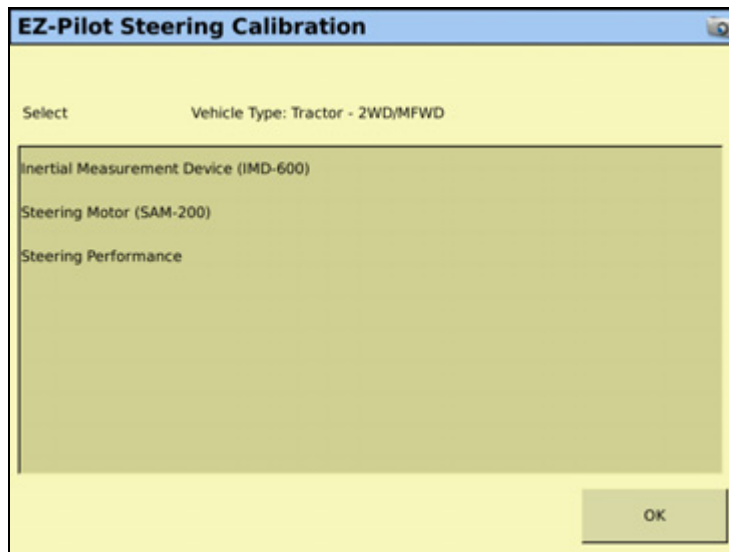 EZ-Pilot Steering Calibration
Select Vehicle Type: Tractor - 2WD/MFWD
Inertial Measurement Device (IMD-600)
Steering Motor (SAM-200)
Steering Performance
OK